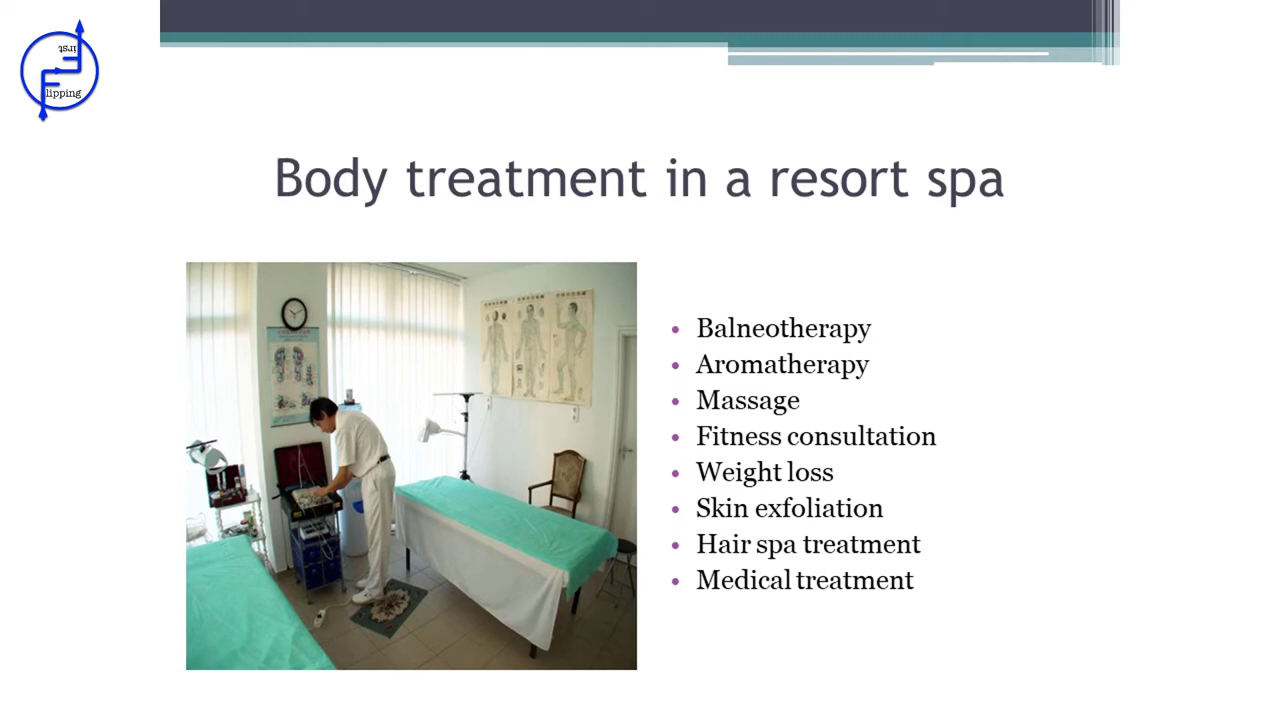 irst
lipping
Body treatment in a resort spa
• Balneotherapy
• Aromatherapy
• Massage
• Fitness consultation
• Weight loss
• Skin exfoliation
• Hair spa treatment
• Medical treatment